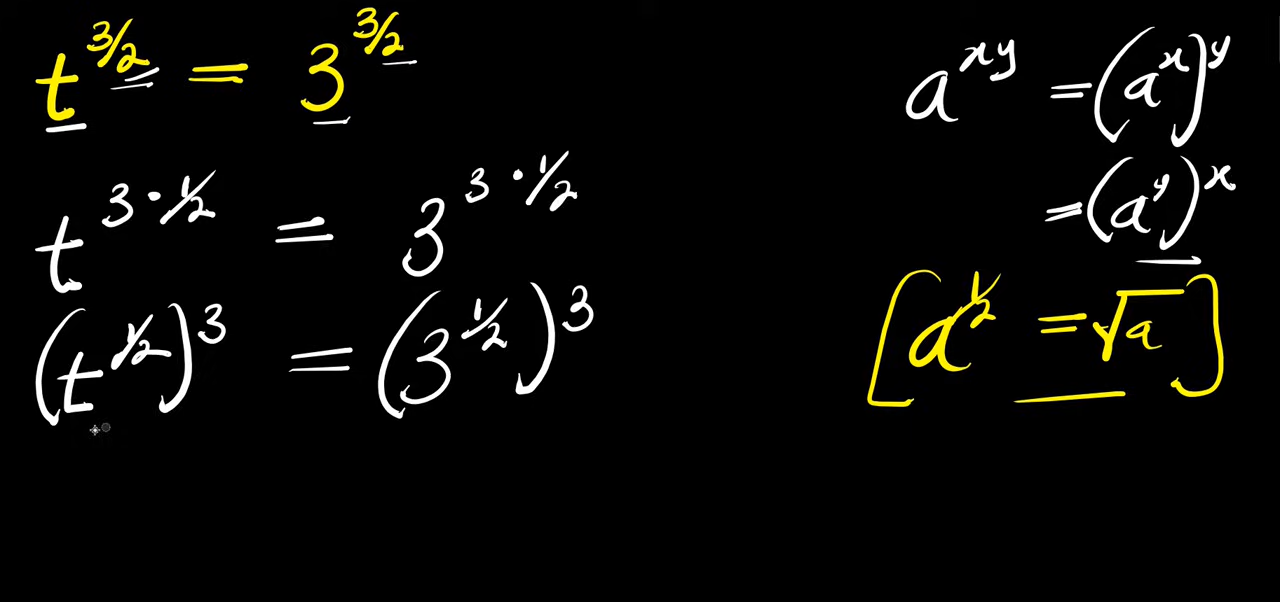 t^{3/2} = 3^{3/2}
t^{3·1/2} = 3^{3·1/2}
(t^{1/2})^3 = (3^{1/2})^3
a^{xy} = (a^x)^y
= (a^y)^x
[a^{1/2} = √a]